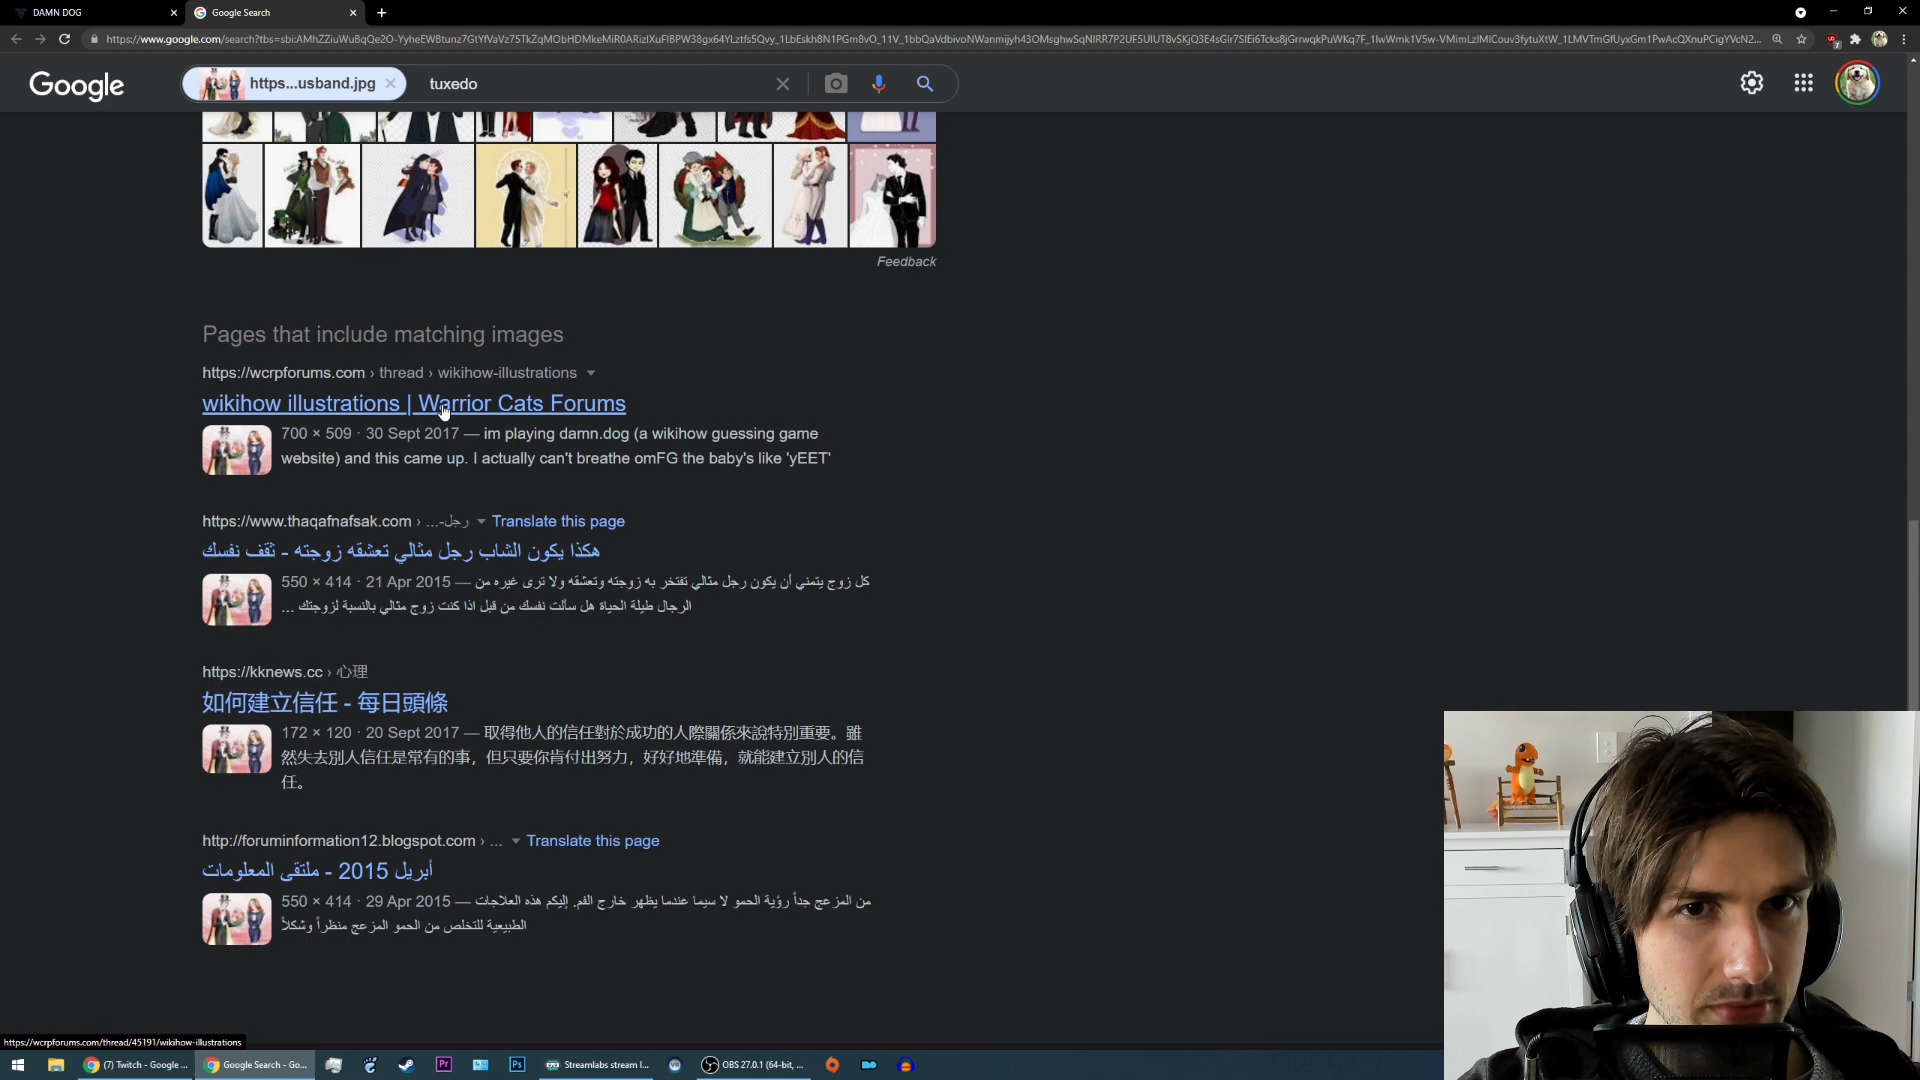 DAMN DOG
Google Search
Google
https...usband.jpg
tuxedo
Feedback
Pages that include matching images
https://wcrpforums.com › thread › wikihow-illustrations
wikihow illustrations | Warrior Cats Forums
700 × 509 · 30 Sept 2017 — im playing damn.dog (a wikihow guessing game
website) and this came up. I actually can't breathe omFG the baby's like 'yEET'
https://www.thaqafnafsak.com › ...-رجل Translate this page
هكذا يكون الشاب رجل مثالي تعشقه زوجته - ثقف نفسك
550 × 414 · 21 Apr 2015 — كل زوج يتمني أن يكون رجل مثالي تفتخر به زوجته وتعشقه ولا ترى غيره من
الرجال طيلة الحياة هل سألت نفسك من قبل اذا كنت زوج مثالي بالنسبة لزوجتك ...
https://kknews.cc › 心理
如何建立信任 - 每日頭條
172 × 120 · 20 Sept 2017 — 取得他人的信任對於成功的人際關係來說特別重要。雖
然失去別人信任是常有的事，但只要你肯付出努力，好好地準備，就能建立別人的信
任。
http://foruminformation12.blogspot.com › ... Translate this page
أبريل 2015 - ملتقى المعلومات
550 × 414 · 29 Apr 2015 — من المزعج جداً رؤية الحمو لا سيما عندما يظهر خارج الفم. إليكم هذه العلاجات
الطبيعية للتخلص من الحمو المزعج منظراً وشكلاً
https://wcrpforums.com/thread/45191/wikihow-illustrations
(7) Twitch - Google ...
Google Search - Go...
Pr
Ps
Streamlabs stream l...
OBS 27.0.1 (64-bit, ...